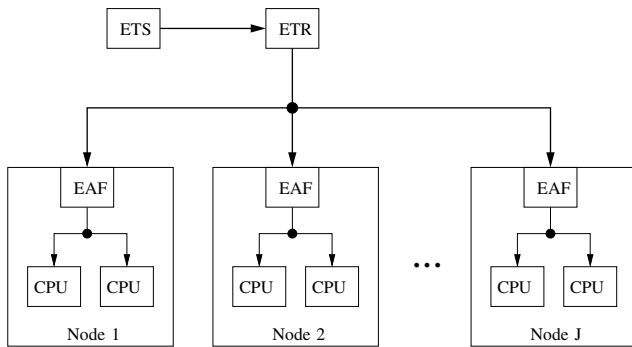 ETS ETR
EAF EAF EAF
...
CPU CPU CPU CPU CPU CPU
Node 1 Node 2 Node J